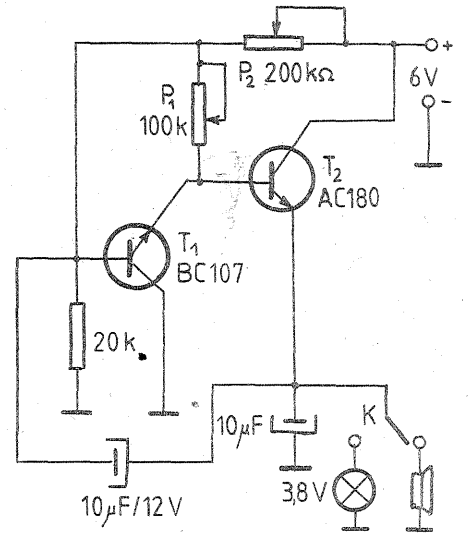 +
P2 200kΩ
6V
-
P1
100k
T2
AC180
T1
BC107
20k.
10μF
K
3,8V
10μF/12V